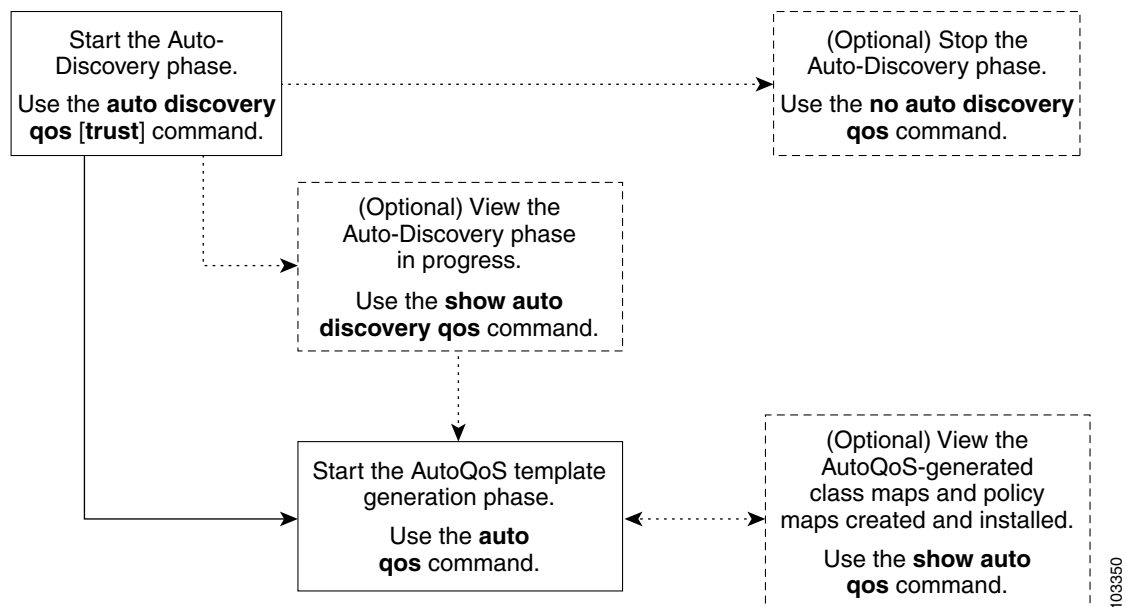 Start the Auto-
Discovery phase.
Use the auto discovery
qos [trust] command.
(Optional) Stop the
Auto-Discovery phase.
Use the no auto discovery
qos command.
(Optional) View the
Auto-Discovery phase
in progress.
Use the show auto
discovery qos command.
Start the AutoQoS template
generation phase.
Use the auto
qos command.
(Optional) View the
AutoQoS-generated
class maps and policy
maps created and installed.
Use the show auto
qos command.
103350